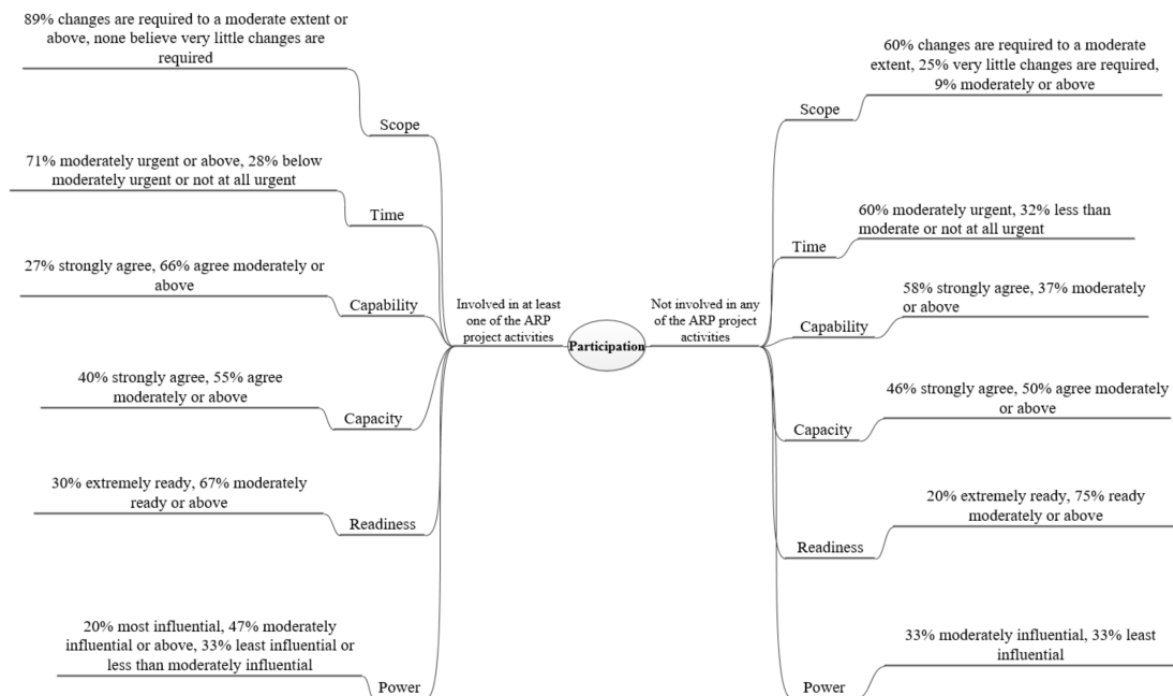 89% changes are required to a moderate extent or
above, none believe very little changes are
required
Scope
71% moderately urgent or above, 28% below
moderately urgent or not at all urgent
Time
27% strongly agree, 66% agree moderately or
above
Capability
40% strongly agree, 55% agree
moderately or above
Capacity
30% extremely ready, 67% moderately
ready or above
Readiness
20% most influential, 47% moderately
influential or above, 33% least influential or
less than moderately influential
Power
Involved in at least
one of the ARP
project activities
Participation
Not involved in any
of the ARP project
activities
60% changes are required to a moderate
extent, 25% very little changes are required,
9% moderately or above
Scope
60% moderately urgent, 32% less than
moderate or not at all urgent
Time
58% strongly agree, 37% moderately
or above
Capability
46% strongly agree, 50% agree moderately
or above
Capacity
20% extremely ready, 75% ready
moderately or above
Readiness
33% moderately influential, 33% least
influential
Power